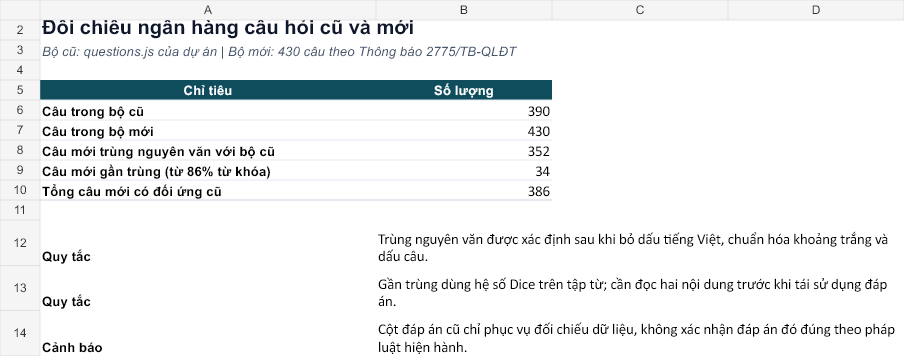 A B C D
2 Đối chiếu ngân hàng câu hỏi cũ và mới
3 Bộ cũ: questions.js của dự án | Bộ mới: 430 câu theo Thông báo 2775/TB-QLĐT
4
5 Chỉ tiêu Số lượng
6 Câu trong bộ cũ 390
7 Câu trong bộ mới 430
8 Câu mới trùng nguyên văn với bộ cũ 352
9 Câu mới gần trùng (từ 86% từ khóa) 34
10 Tổng câu mới có đối ứng cũ 386
11
12 Quy tắc Trùng nguyên văn được xác định sau khi bỏ dấu tiếng Việt, chuẩn hóa khoảng trắng và
dấu câu.
13 Quy tắc Gần trùng dùng hệ số Dice trên tập từ; cần đọc hai nội dung trước khi tái sử dụng đáp
án.
14 Cảnh báo Cột đáp án cũ chỉ phục vụ đối chiếu dữ liệu, không xác nhận đáp án đó đúng theo pháp
luật hiện hành.